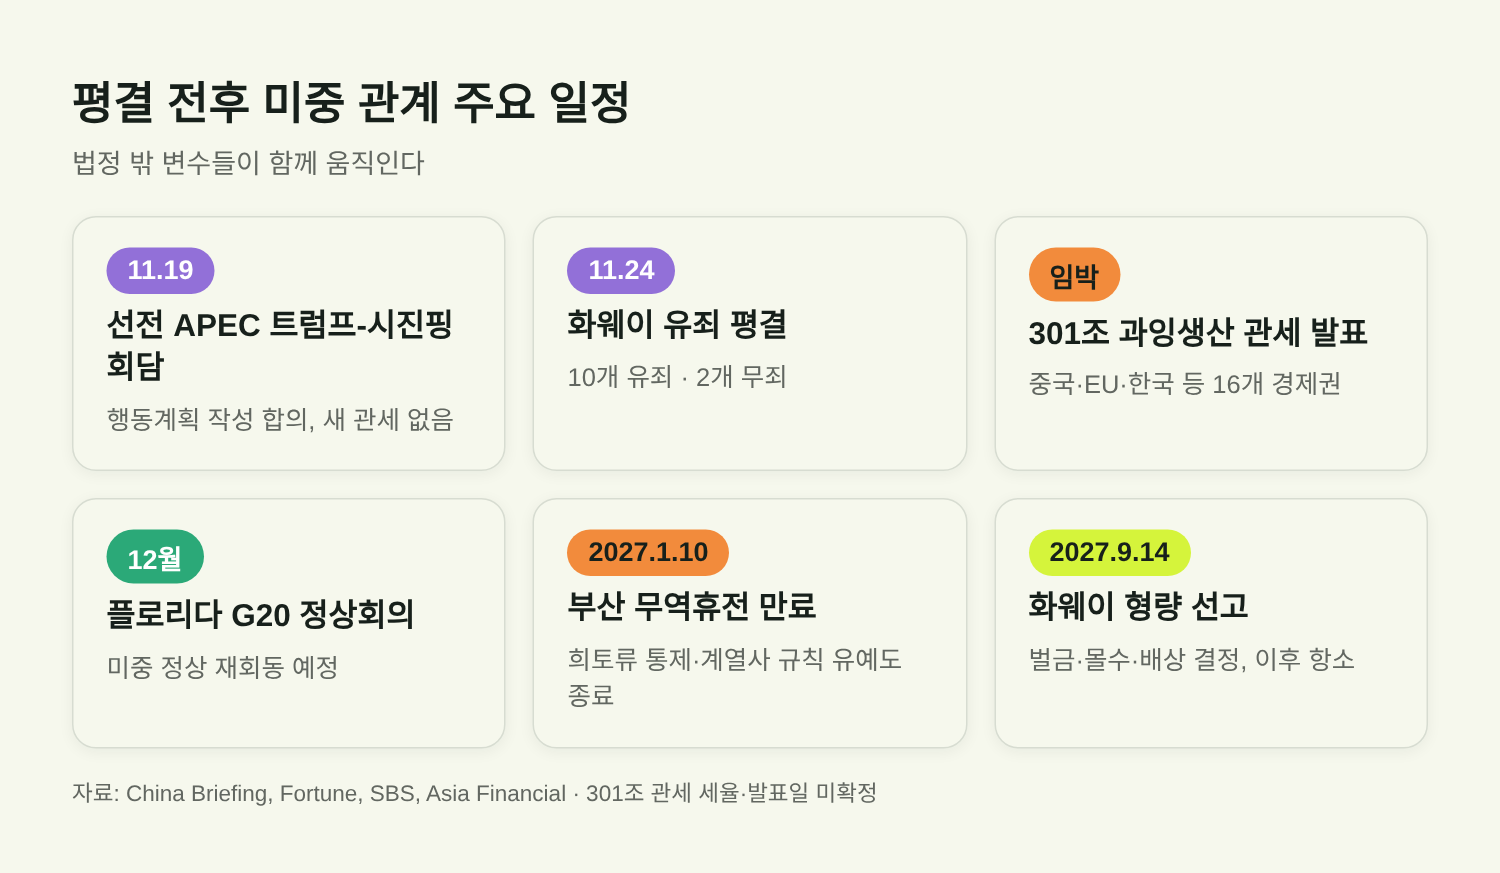 평결 전후 미중 관계 주요 일정
법정 밖 변수들이 함께 움직인다
11.19
선전 APEC 트럼프-시진핑
회담
행동계획 작성 합의, 새 관세 없음
11.24
화웨이 유죄 평결
10개 유죄 · 2개 무죄
임박
301조 과잉생산 관세 발표
중국·EU·한국 등 16개 경제권
12월
플로리다 G20 정상회의
미중 정상 재회동 예정
2027.1.10
부산 무역휴전 만료
희토류 통제·계열사 규칙 유예도
종료
2027.9.14
화웨이 형량 선고
벌금·몰수·배상 결정, 이후 항소
자료: China Briefing, Fortune, SBS, Asia Financial · 301조 관세 세율·발표일 미확정